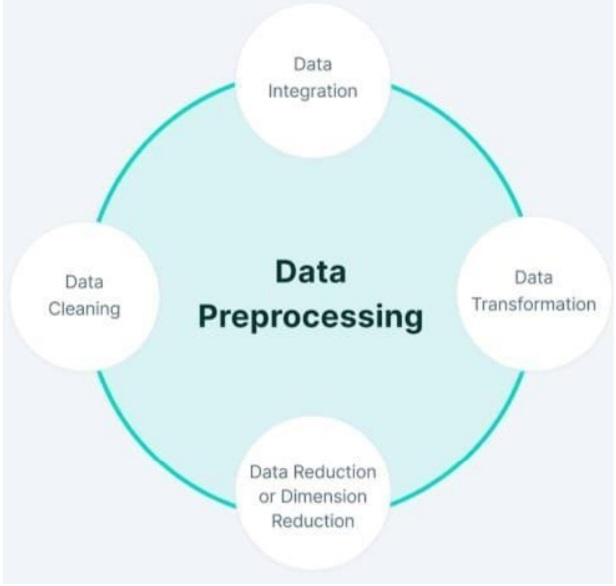 Data
Integration
Data
Cleaning
Data
Preprocessing
Data
Transformation
Data Reduction
or Dimension
Reduction